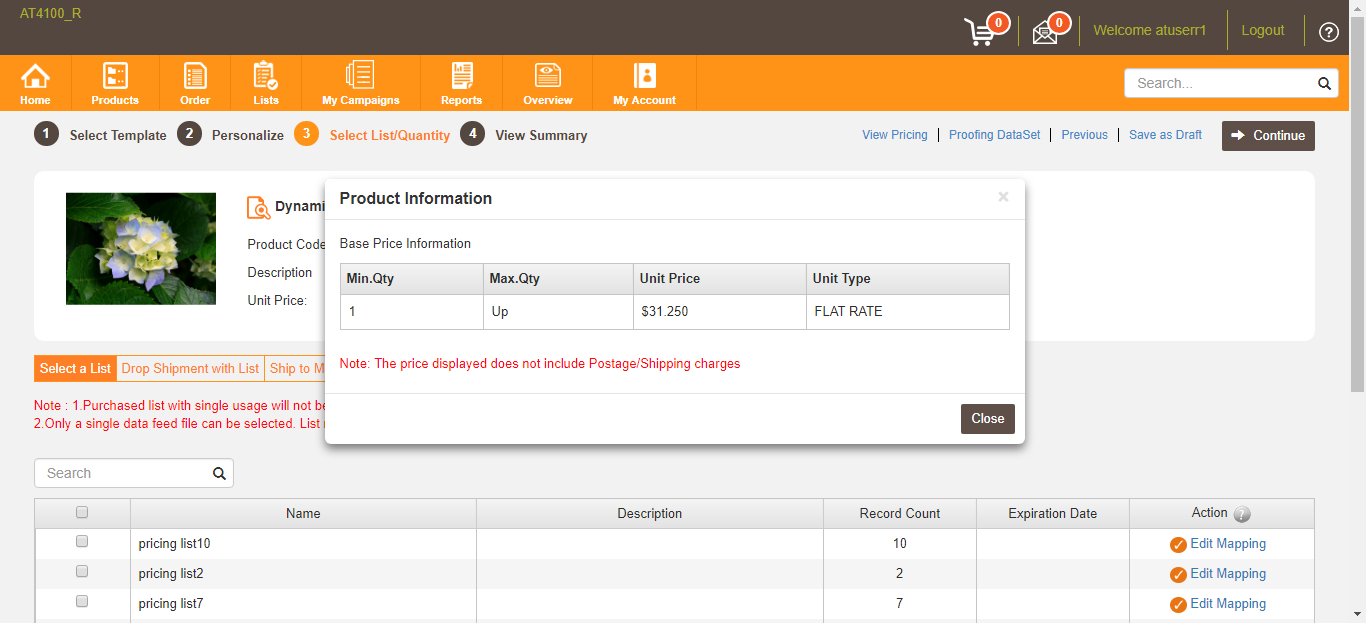 AT4100_R
0
0
Welcome atuserr1
Logout
?
Home
Products
Order
Lists
My Campaigns
Reports
Overview
My Account
Search...
1 Select Template 2 Personalize 3 Select List/Quantity 4 View Summary
View Pricing | Proofing DataSet | Previous | Save as Draft
Continue
Product Information ×
Base Price Information
Min.Qty Max.Qty Unit Price Unit Type
1 Up $31.250 FLAT RATE
Note: The price displayed does not include Postage/Shipping charges
Close
Product Code
Description
Unit Price:
Select a List Drop Shipment with List Ship to M
Note : 1.Purchased list with single usage will not be
2.Only a single data feed file can be selected. List
Search
Name Description Record Count Expiration Date Action ?
pricing list10 10 Edit Mapping
pricing list2 2 Edit Mapping
pricing list7 7 Edit Mapping